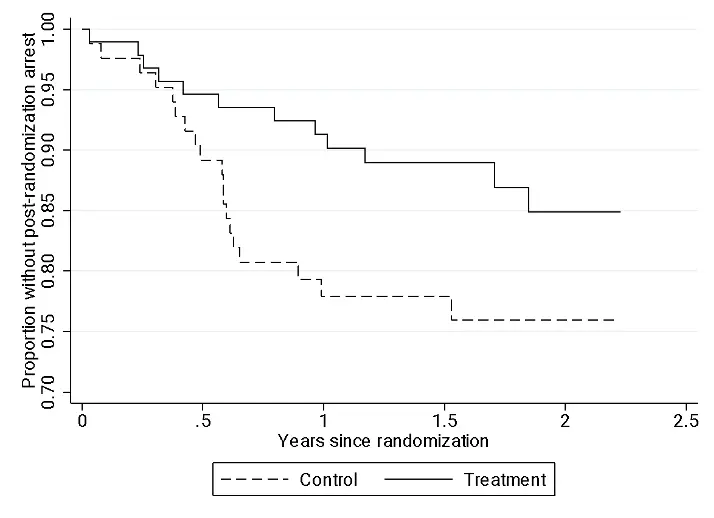 Proportion without post-randomization arrest
1.00
0.95
0.90
0.85
0.80
0.75
0.70
0 .5 1 1.5 2 2.5
Years since randomization
Control Treatment